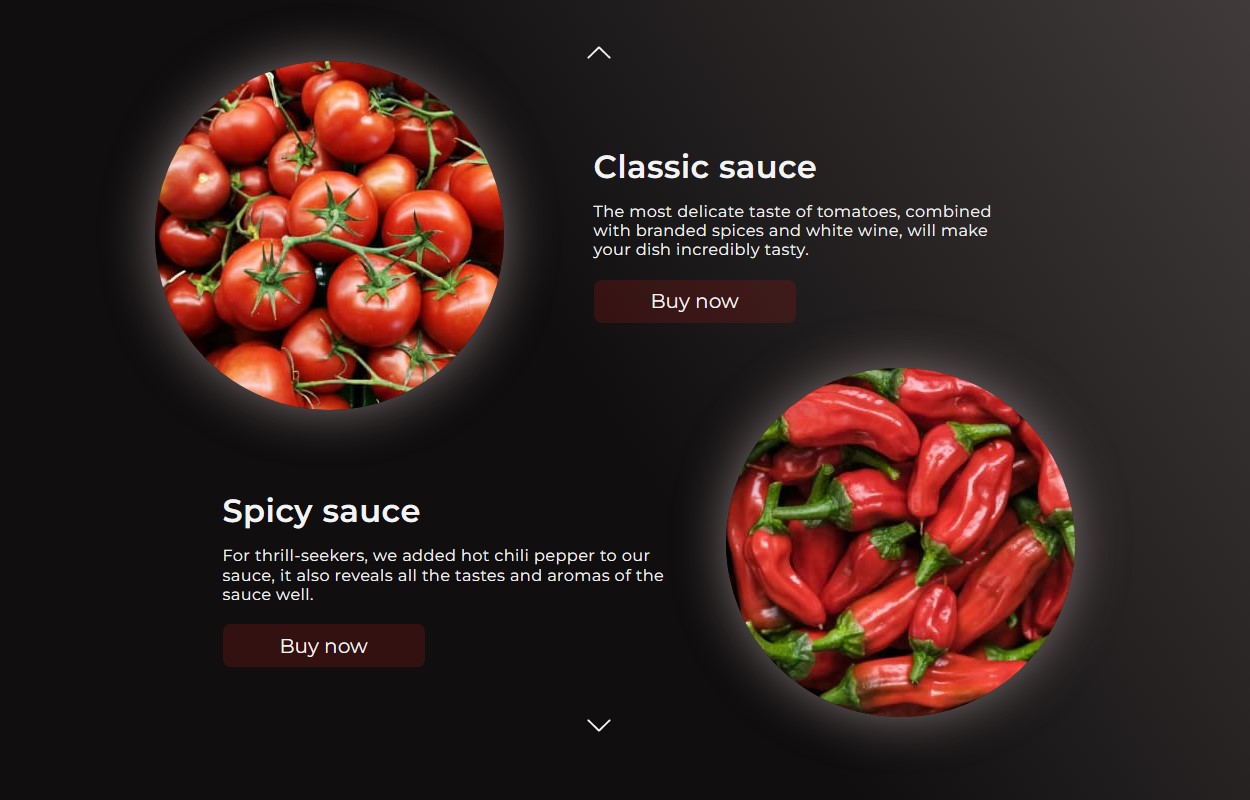 Classic sauce
The most delicate taste of tomatoes, combined
with branded spices and white wine, will make
your dish incredibly tasty.
Buy now
Spicy sauce
For thrill-seekers, we added hot chili pepper to our
sauce, it also reveals all the tastes and aromas of the
sauce well.
Buy now